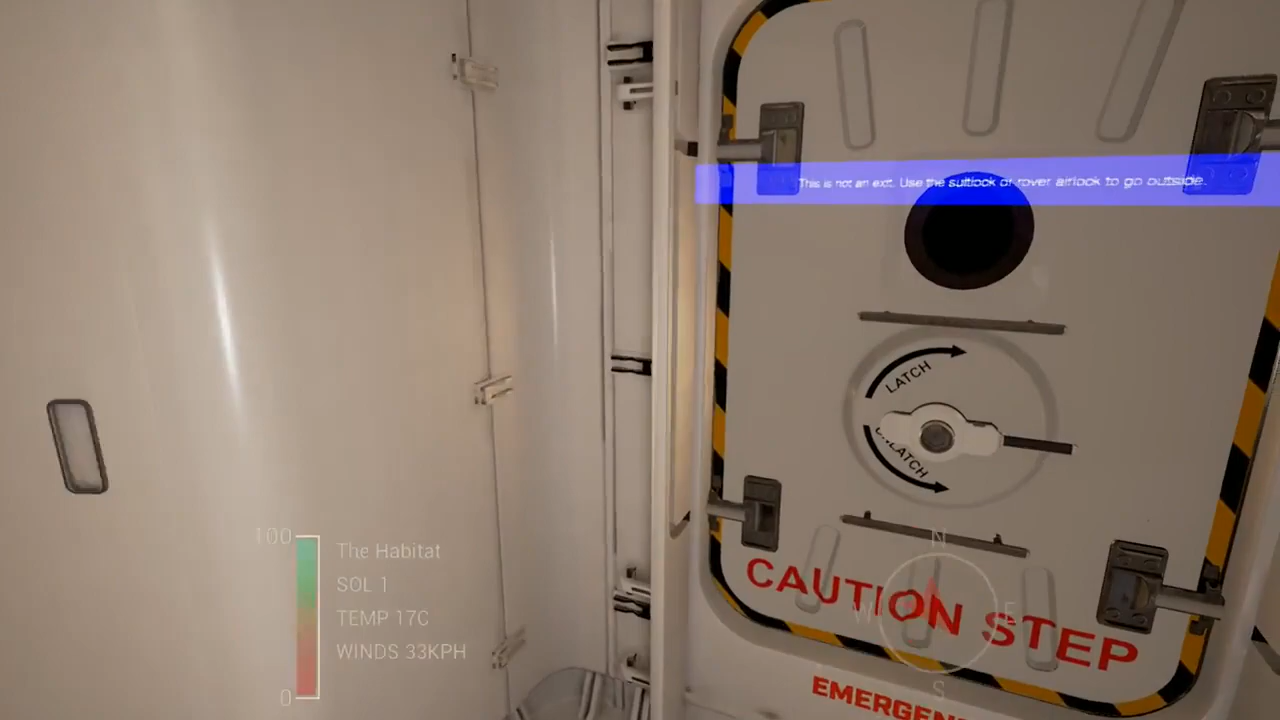 This is not an exit. Use the suitlock or rover airlock to go outside.
LATCH
UNLATCH
CAUTION STEP
EMERGEN
100
The Habitat
SOL 1
TEMP 17C
WINDS 33KPH
0
N
W
E
S